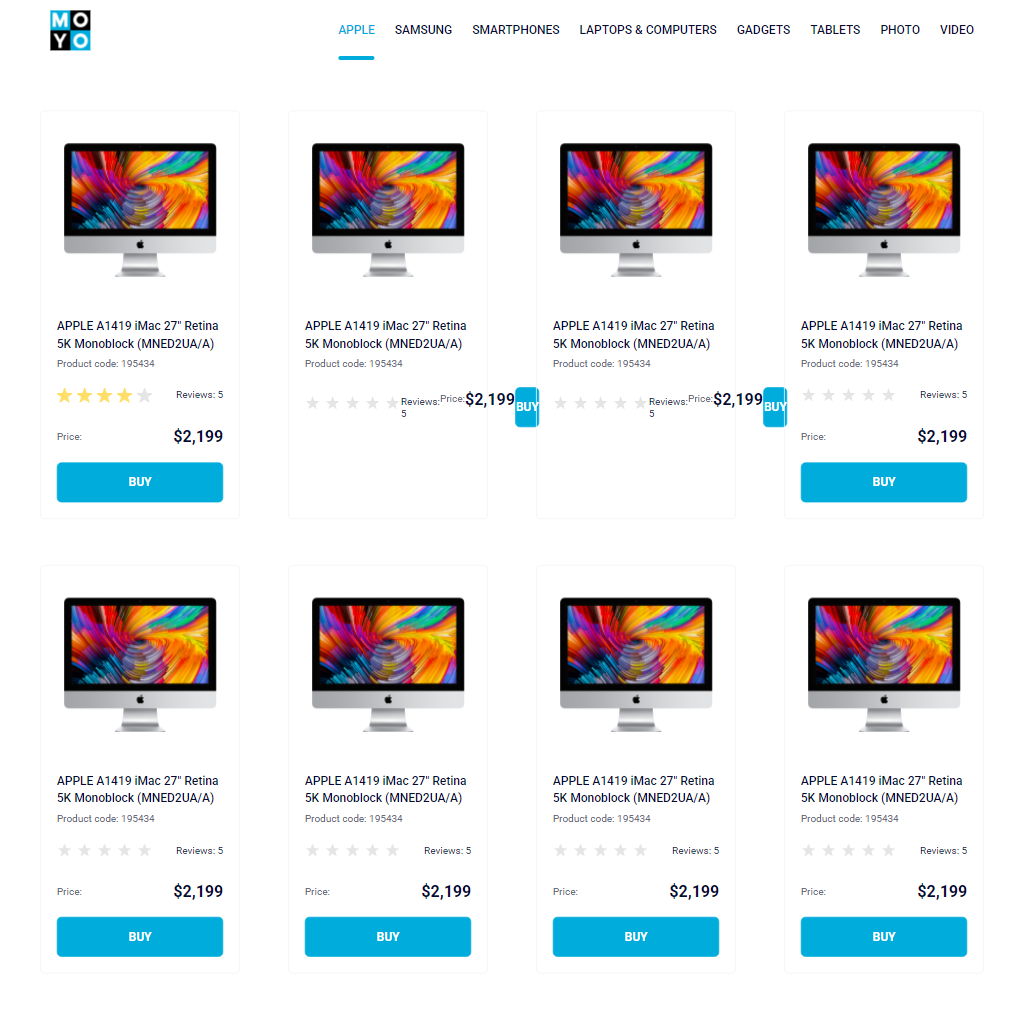 MO
YO
APPLE SAMSUNG SMARTPHONES LAPTOPS & COMPUTERS GADGETS TABLETS PHOTO VIDEO
APPLE A1419 iMac 27" Retina
5K Monoblock (MNED2UA/A)
Product code: 195434
Reviews: 5
Price: $2,199
BUY
APPLE A1419 iMac 27" Retina
5K Monoblock (MNED2UA/A)
Product code: 195434
Reviews:
5
Price: $2,199
BUY
APPLE A1419 iMac 27" Retina
5K Monoblock (MNED2UA/A)
Product code: 195434
Reviews:
5
Price: $2,199
BUY
APPLE A1419 iMac 27" Retina
5K Monoblock (MNED2UA/A)
Product code: 195434
Reviews: 5
Price: $2,199
BUY
APPLE A1419 iMac 27" Retina
5K Monoblock (MNED2UA/A)
Product code: 195434
Reviews: 5
Price: $2,199
BUY
APPLE A1419 iMac 27" Retina
5K Monoblock (MNED2UA/A)
Product code: 195434
Reviews: 5
Price: $2,199
BUY
APPLE A1419 iMac 27" Retina
5K Monoblock (MNED2UA/A)
Product code: 195434
Reviews: 5
Price: $2,199
BUY
APPLE A1419 iMac 27" Retina
5K Monoblock (MNED2UA/A)
Product code: 195434
Reviews: 5
Price: $2,199
BUY